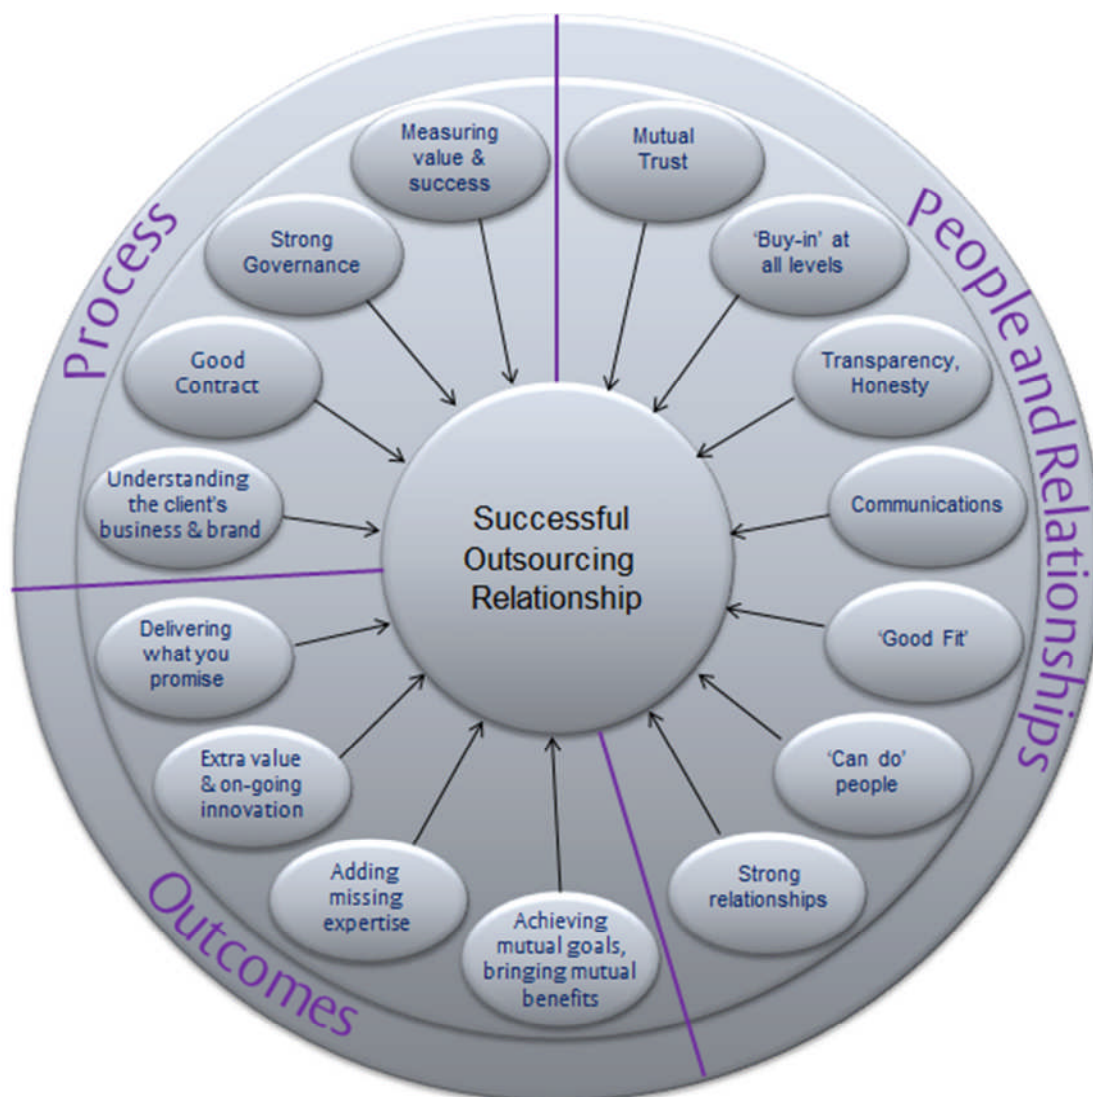 Process
Measuring
value &
success
Strong
Governance
Good
Contract
Understanding
the client's
business & brand
People and Relationships
Mutual
Trust
'Buy-in' at
all levels
Transparency,
Honesty
Communications
'Good Fit'
'Can do'
people
Strong
relationships
Successful
Outsourcing
Relationship
Outcomes
Delivering
what you
promise
Extra value
& on-going
innovation
Adding
missing
expertise
Achieving
mutual goals,
bringing mutual
benefits